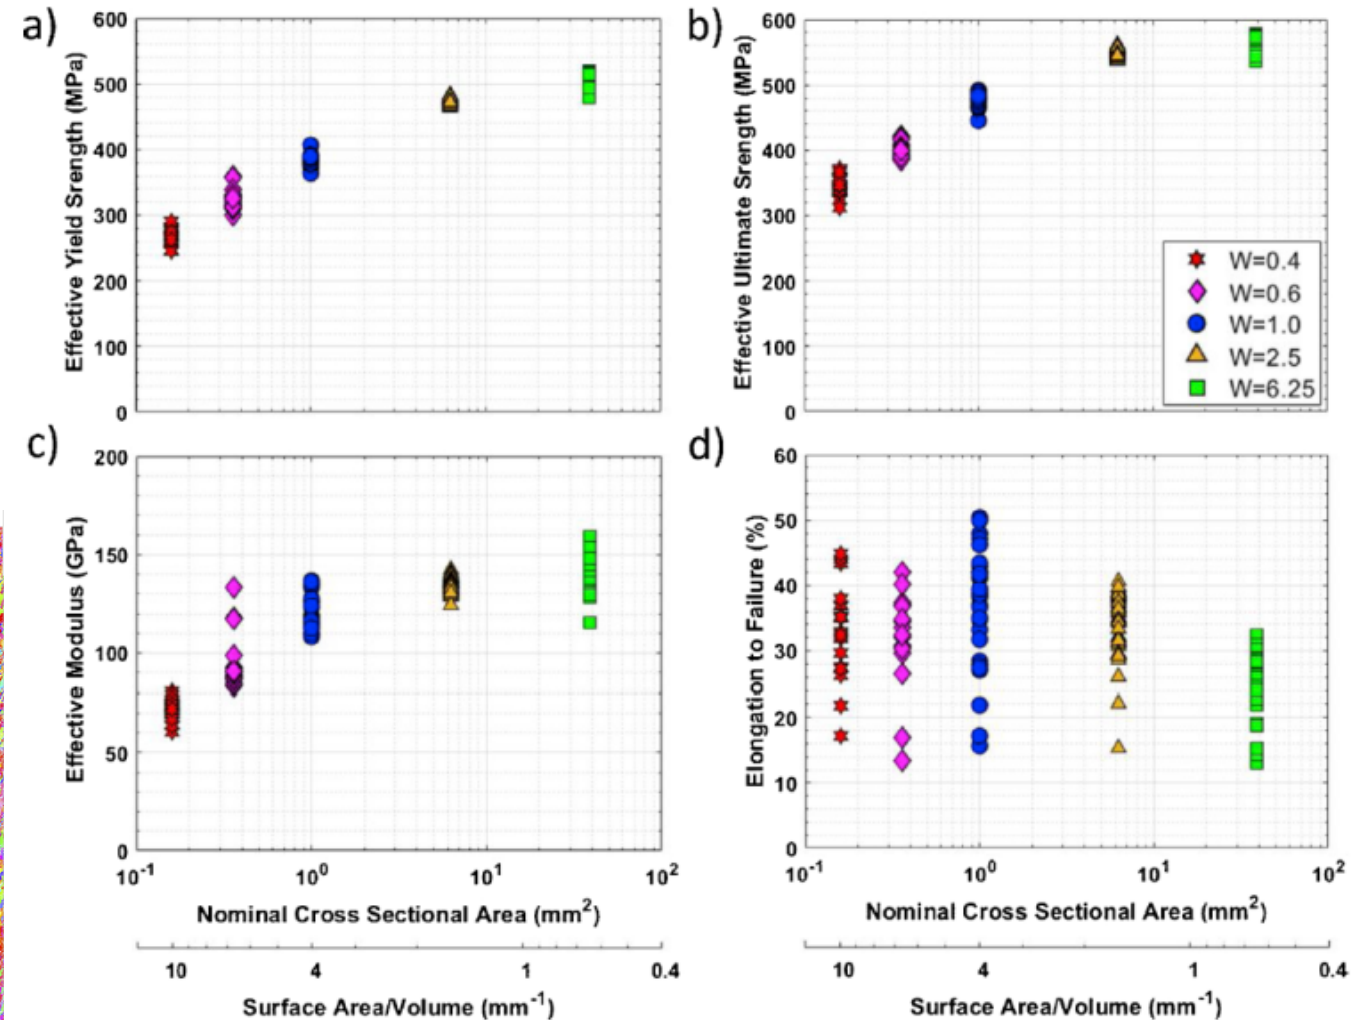 a)
600
500
400
300
200
100
0
Effective Yield Srength (MPa)
b)
600
500
400
300
200
100
0
Effective Ultimate Srength (MPa)
W=0.4
W=0.6
W=1.0
W=2.5
W=6.25
c)
200
150
100
50
0
Effective Modulus (GPa)
10⁻¹ 10⁰ 10¹ 10²
Nominal Cross Sectional Area (mm²)
10 4 1 0.4
Surface Area/Volume (mm⁻¹)
d)
60
50
40
30
20
10
0
Elongation to Failure (%)
10⁻¹ 10⁰ 10¹ 10²
Nominal Cross Sectional Area (mm²)
10 4 1 0.4
Surface Area/Volume (mm⁻¹)